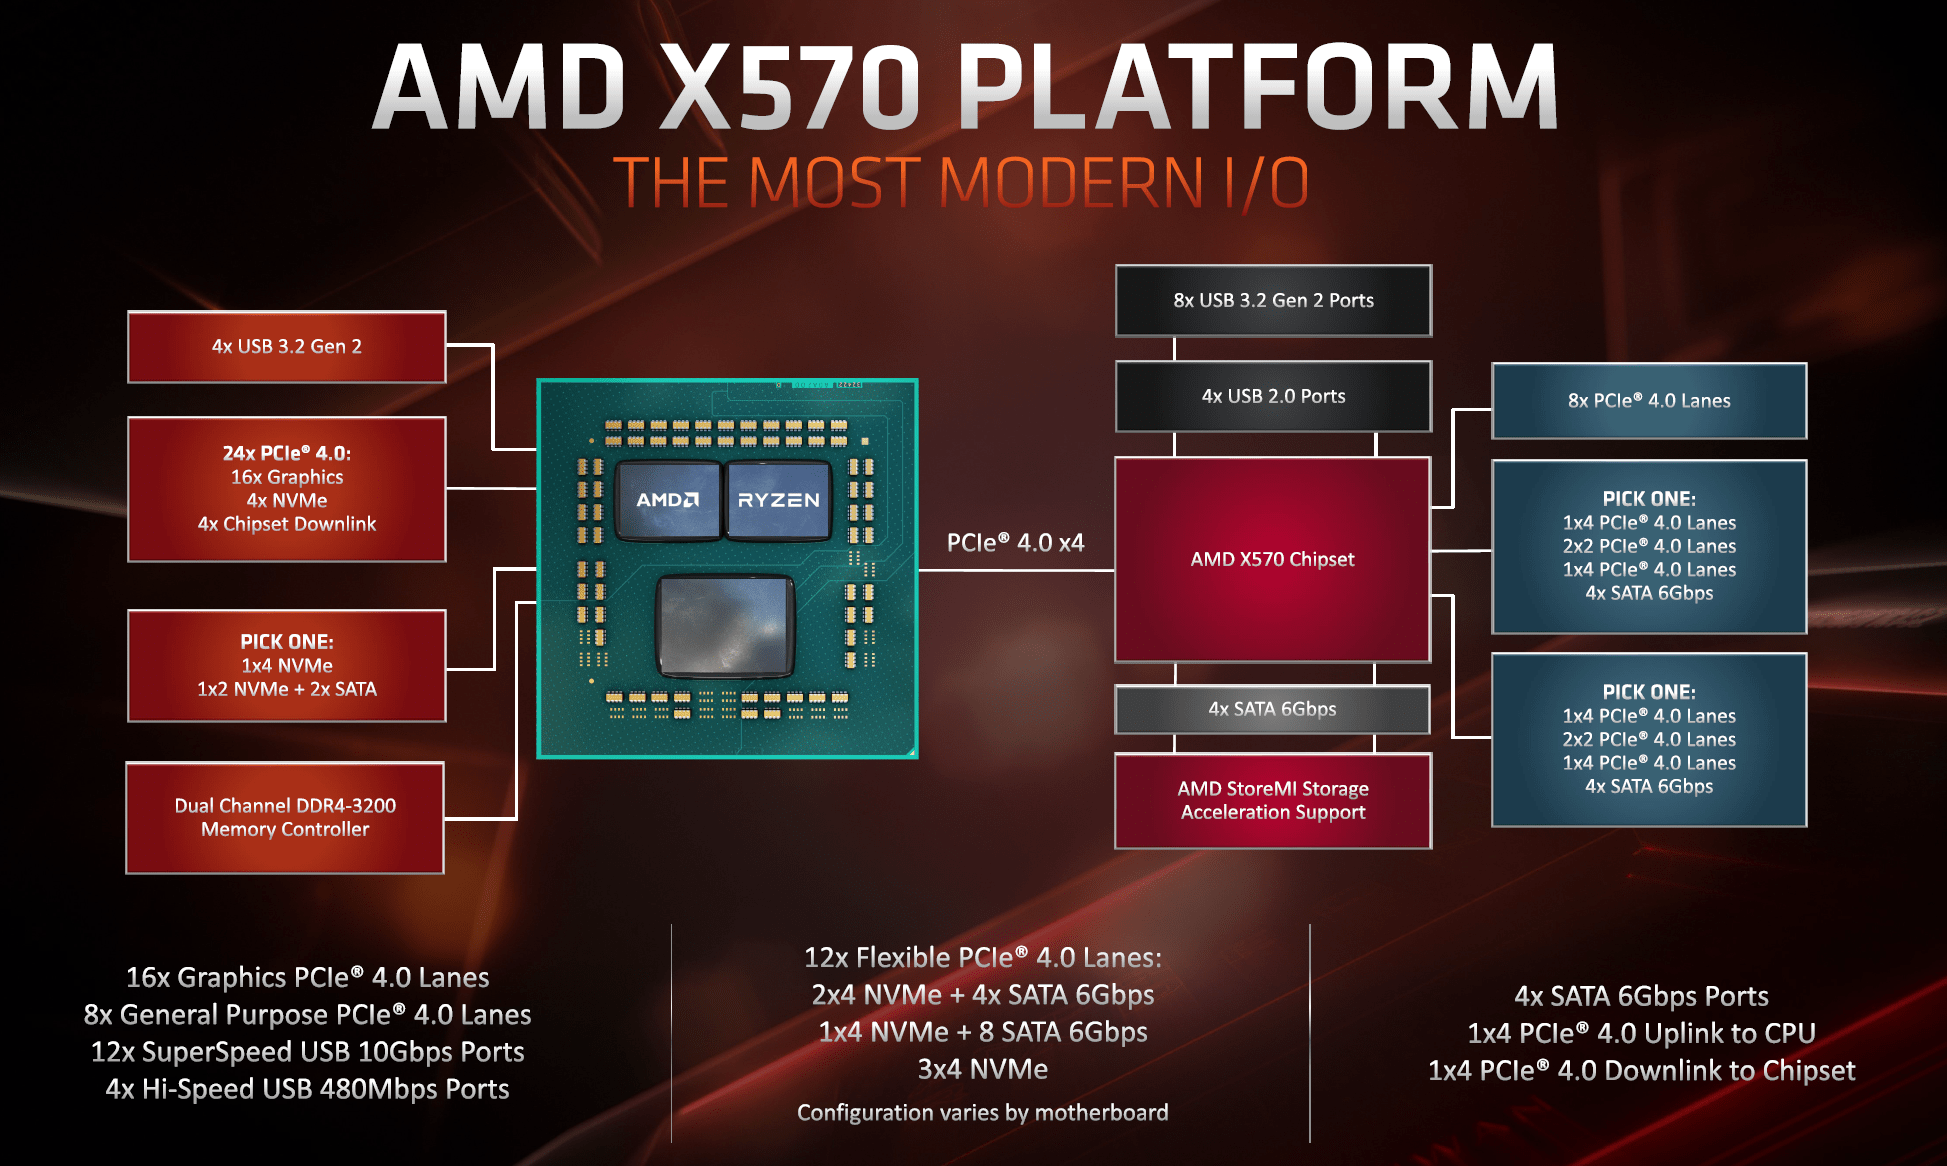 AMD X570 PLATFORM
THE MOST MODERN I/O
4x USB 3.2 Gen 2
24x PCIe® 4.0:
16x Graphics
4x NVMe
4x Chipset Downlink
PICK ONE:
1x4 NVMe
1x2 NVMe + 2x SATA
Dual Channel DDR4-3200
Memory Controller
AMD RYZEN
PCIe® 4.0 x4
8x USB 3.2 Gen 2 Ports
4x USB 2.0 Ports
AMD X570 Chipset
4x SATA 6Gbps
AMD StoreMI Storage
Acceleration Support
8x PCIe® 4.0 Lanes
PICK ONE:
1x4 PCIe® 4.0 Lanes
2x2 PCIe® 4.0 Lanes
1x4 PCIe® 4.0 Lanes
4x SATA 6Gbps
PICK ONE:
1x4 PCIe® 4.0 Lanes
2x2 PCIe® 4.0 Lanes
1x4 PCIe® 4.0 Lanes
4x SATA 6Gbps
16x Graphics PCIe® 4.0 Lanes
8x General Purpose PCIe® 4.0 Lanes
12x SuperSpeed USB 10Gbps Ports
4x Hi-Speed USB 480Mbps Ports
12x Flexible PCIe® 4.0 Lanes:
2x4 NVMe + 4x SATA 6Gbps
1x4 NVMe + 8 SATA 6Gbps
3x4 NVMe
Configuration varies by motherboard
4x SATA 6Gbps Ports
1x4 PCIe® 4.0 Uplink to CPU
1x4 PCIe® 4.0 Downlink to Chipset